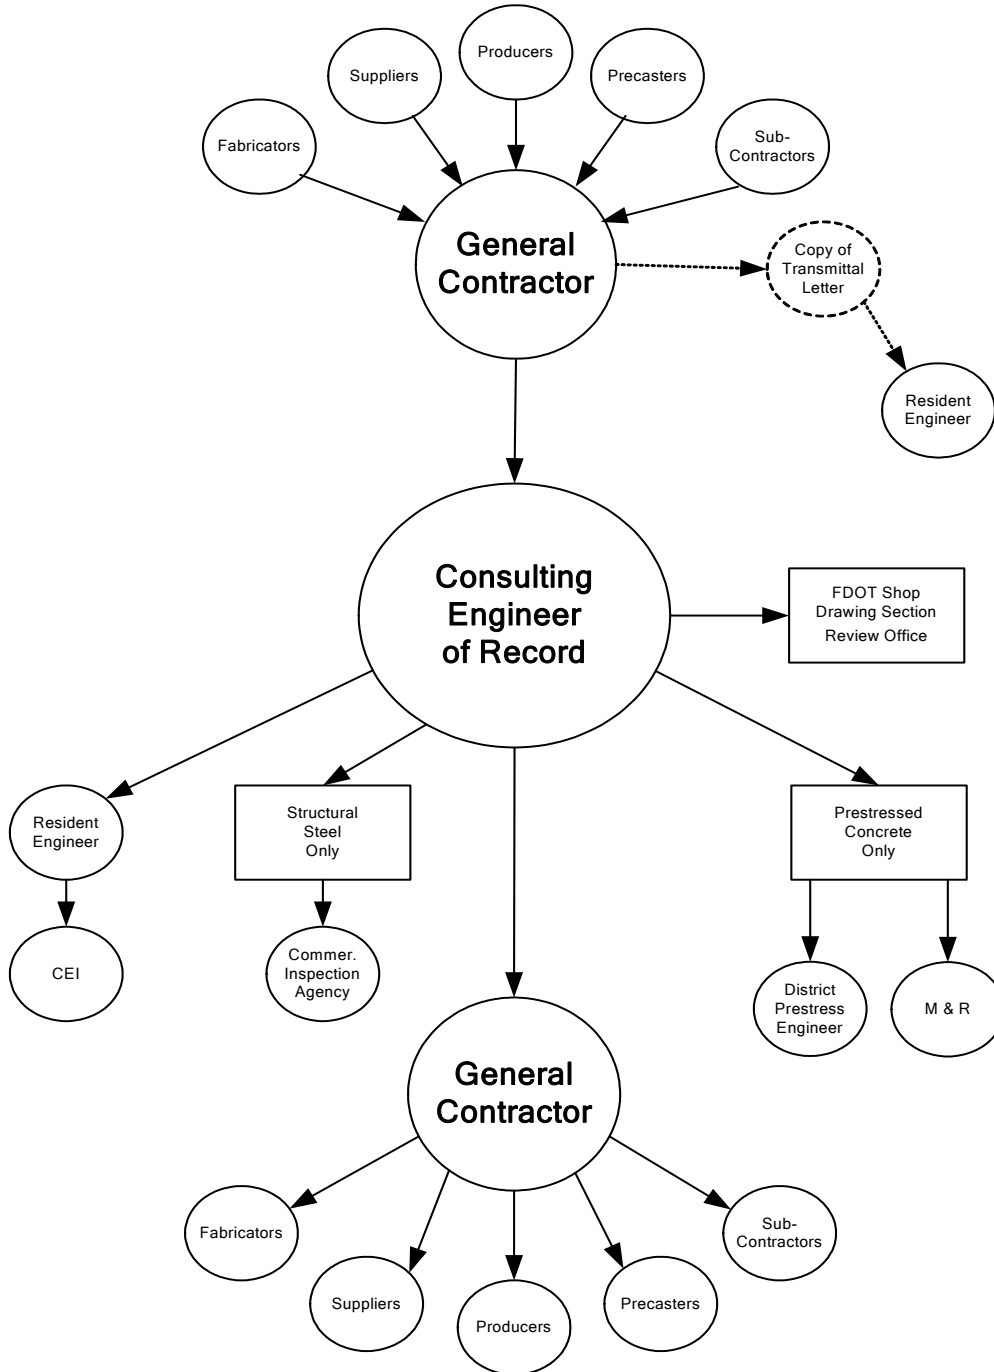 Producers
Suppliers
Precasters
Fabricators
Sub-
Contractors
General
Contractor
Copy of
Transmittal
Letter
Resident
Engineer
Consulting
Engineer
of Record
FDOT Shop
Drawing Section
Review Office
Resident
Engineer
Structural
Steel
Only
Prestressed
Concrete
Only
CEI
Commer.
Inspection
Agency
District
Prestress
Engineer
M & R
General
Contractor
Fabricators
Sub-
Contractors
Suppliers
Producers
Precasters